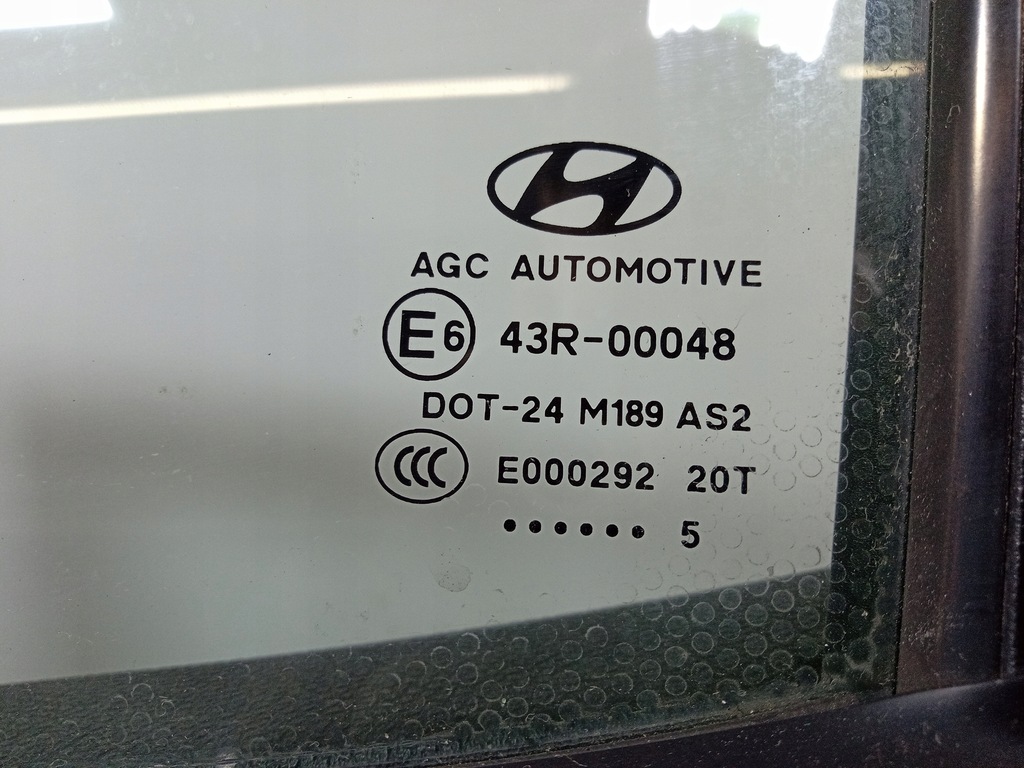 AGC AUTOMOTIVE
E6 43R-00048
DOT-24 M189 AS2
CCC E000292 20T
•••••• 5